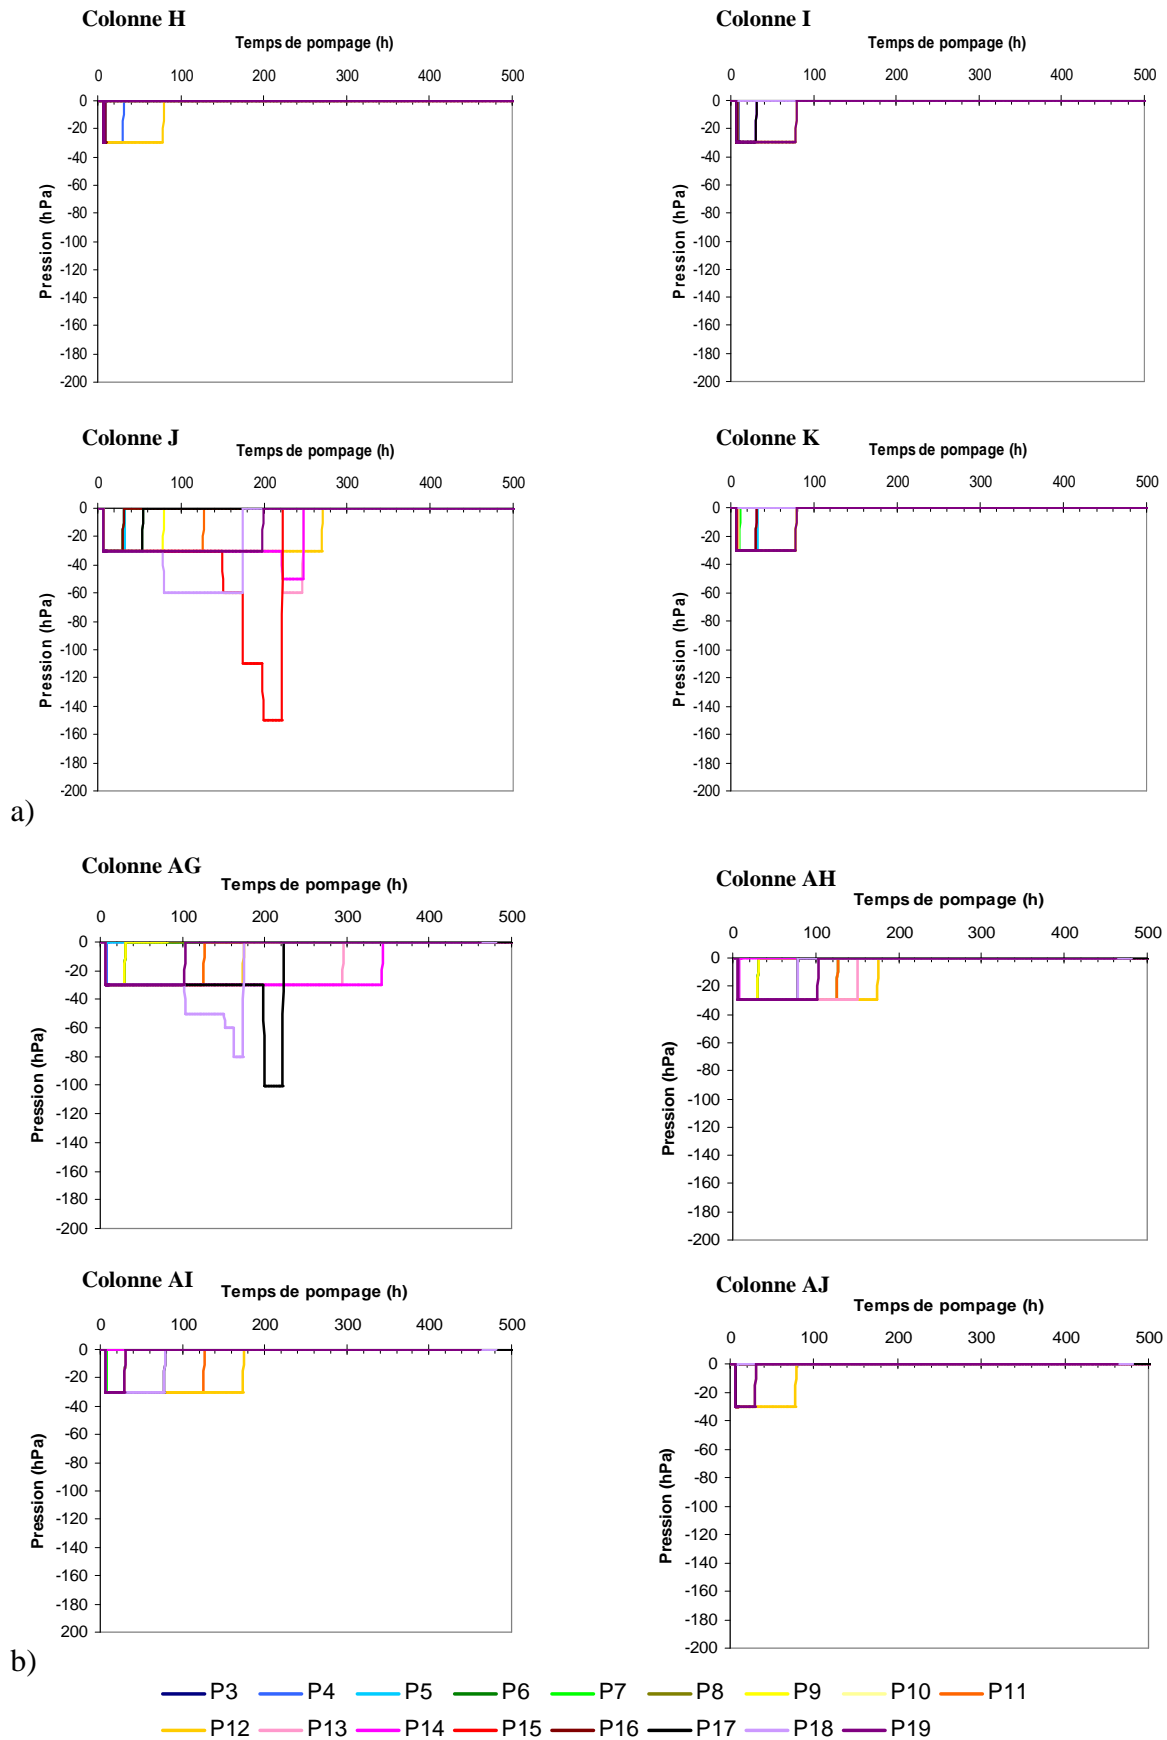 Colonne H
Temps de pompage (h)
0 100 200 300 400 500
0
-20
-40
-60
-80
-100
-120
-140
-160
-180
-200
Pression (hPa)
Colonne I
Temps de pompage (h)
0 100 200 300 400 500
0
-20
-40
-60
-80
-100
-120
-140
-160
-180
-200
Pression (hPa)
Colonne J
Temps de pompage (h)
0 100 200 300 400 500
0
-20
-40
-60
-80
-100
-120
-140
-160
-180
-200
Pression (hPa)
Colonne K
Temps de pompage (h)
0 100 200 300 400 500
0
-20
-40
-60
-80
-100
-120
-140
-160
-180
-200
Pression (hPa)
a)
Colonne AG
Temps de pompage (h)
0 100 200 300 400 500
0
-20
-40
-60
-80
-100
-120
-140
-160
-180
-200
Pression (hPa)
Colonne AH
Temps de pompage (h)
0 100 200 300 400 500
0
-20
-40
-60
-80
-100
-120
-140
-160
-180
-200
Pression (hPa)
Colonne AI
Temps de pompage (h)
0 100 200 300 400 500
0
-20
-40
-60
-80
-100
-120
-140
-160
-180
200
Pression (hPa)
Colonne AJ
Temps de pompage (h)
0 100 200 300 400 500
0
-20
-40
-60
-80
-100
-120
-140
-160
-180
-200
Pression (hPa)
b)
P3 P4 P5 P6 P7 P8 P9 P10 P11
P12 P13 P14 P15 P16 P17 P18 P19